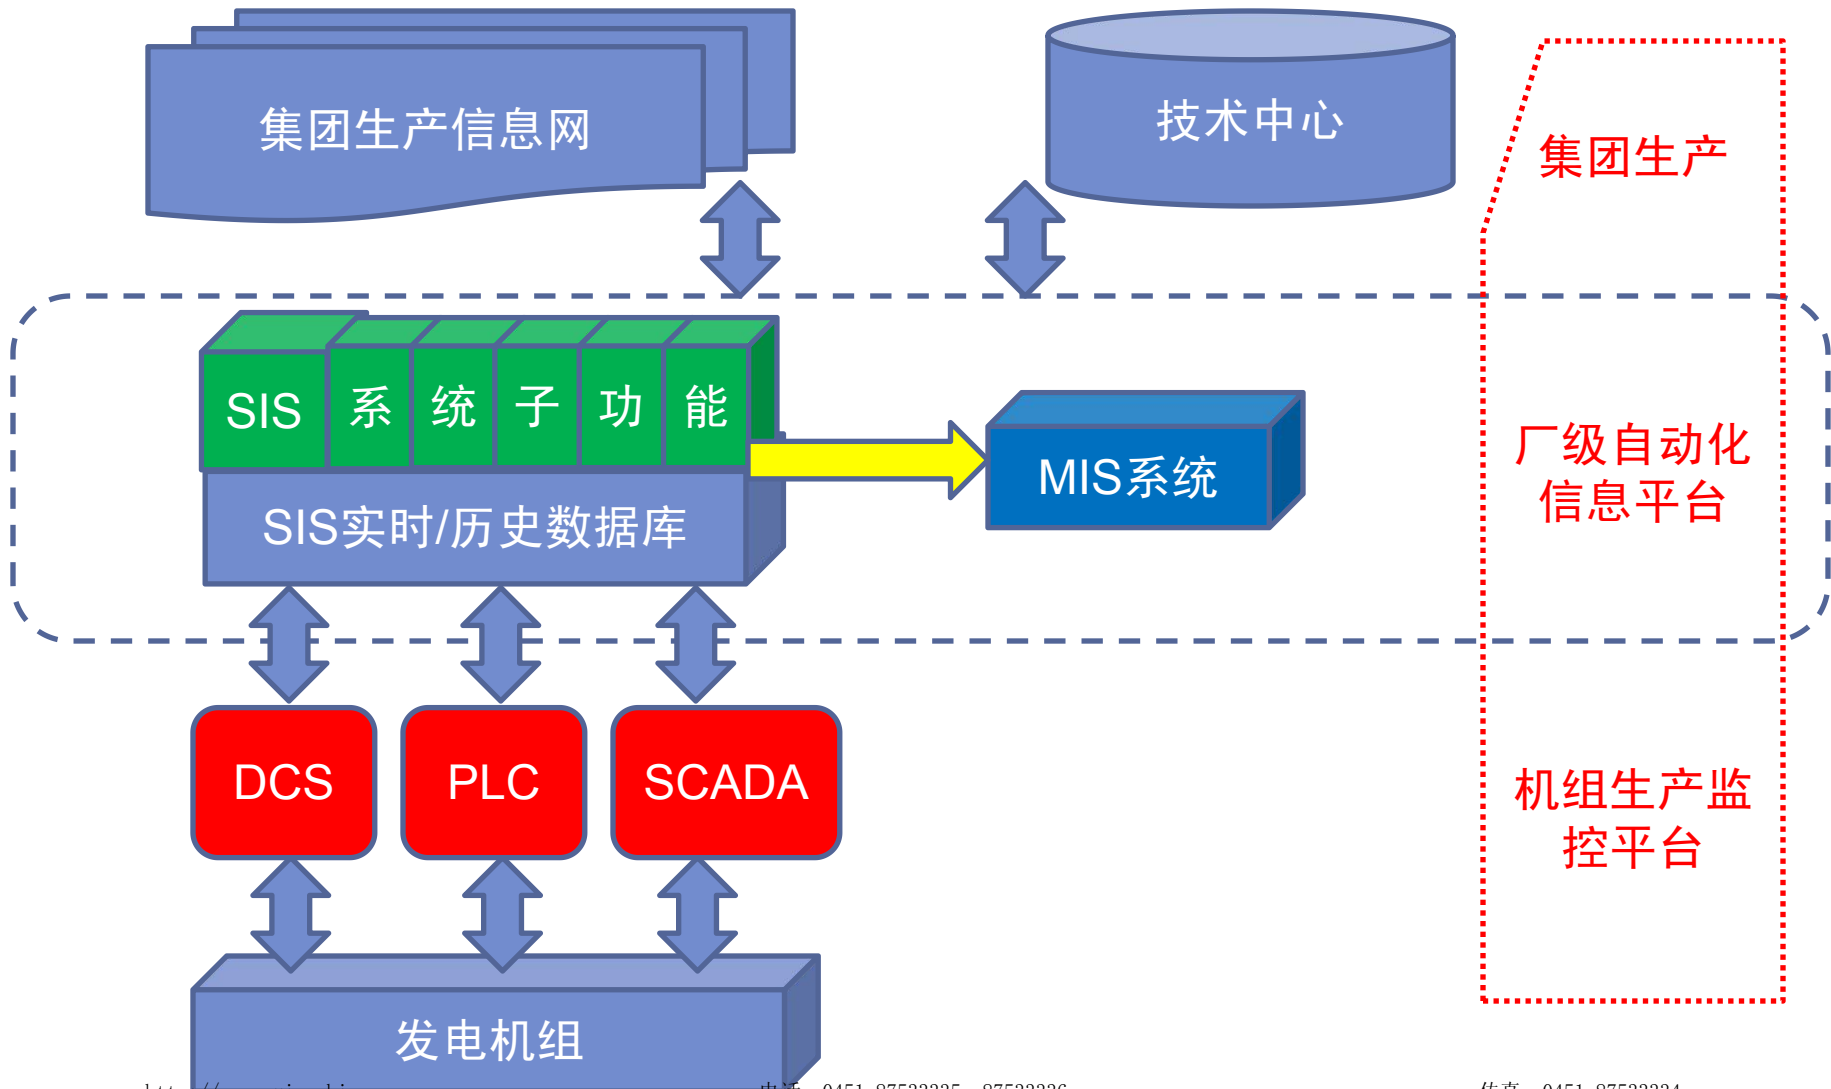 集团生产信息网
技术中心
集团生产
SIS 系 统 子 功 能
SIS实时/历史数据库
MIS系统
厂级自动化
信息平台
DCS
PLC
SCADA
机组生产监
控平台
发电机组